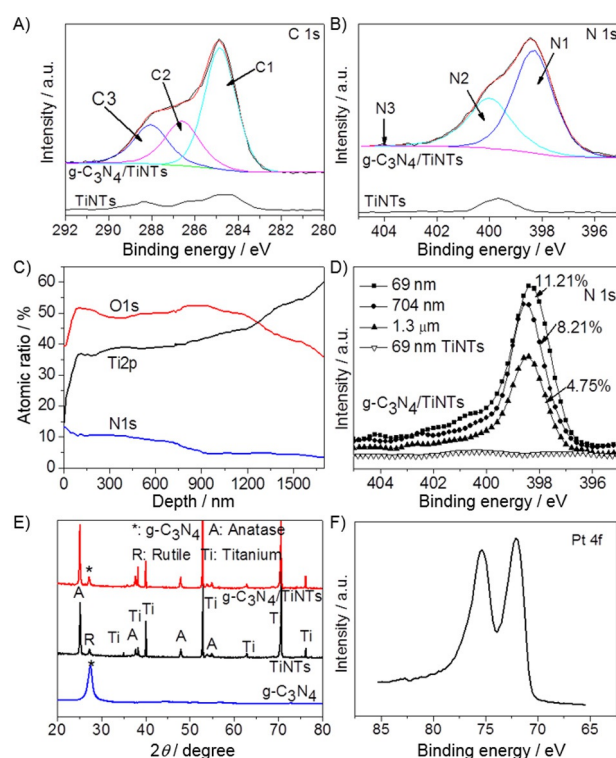 A)
C 1s
C1
C2
C3
g-C3N4/TiNTs
TiNTs
Intensity / a.u.
292 290 288 286 284 282 280
Binding energy / eV
B)
N 1s
N1
N2
N3
g-C3N4/TiNTs
TiNTs
Intensity / a.u.
404 402 400 398 396
Binding energy / eV
C)
60
50
40
30
20
10
0
O1s
Ti2p
N1s
Atomic ratio / %
0 300 600 900 1200 1500
Depth / nm
D)
69 nm
704 nm
1.3 μm
69 nm TiNTs
N 1s
11.21%
8.21%
4.75%
g-C3N4/TiNTs
Intensity / a.u.
404 402 400 398 396
Binding energy / eV
E)
*: g-C3N4 A: Anatase
R: Rutile Ti: Titanium
*
g-C3N4/TiNTs
A R Ti Ti A Ti A Ti A Ti T Ti
TiNTs
*
g-C3N4
Intensity / a.u.
20 30 40 50 60 70 80
2θ / degree
F)
Pt 4f
Intensity / a.u.
85 80 75 70 65
Binding energy / eV